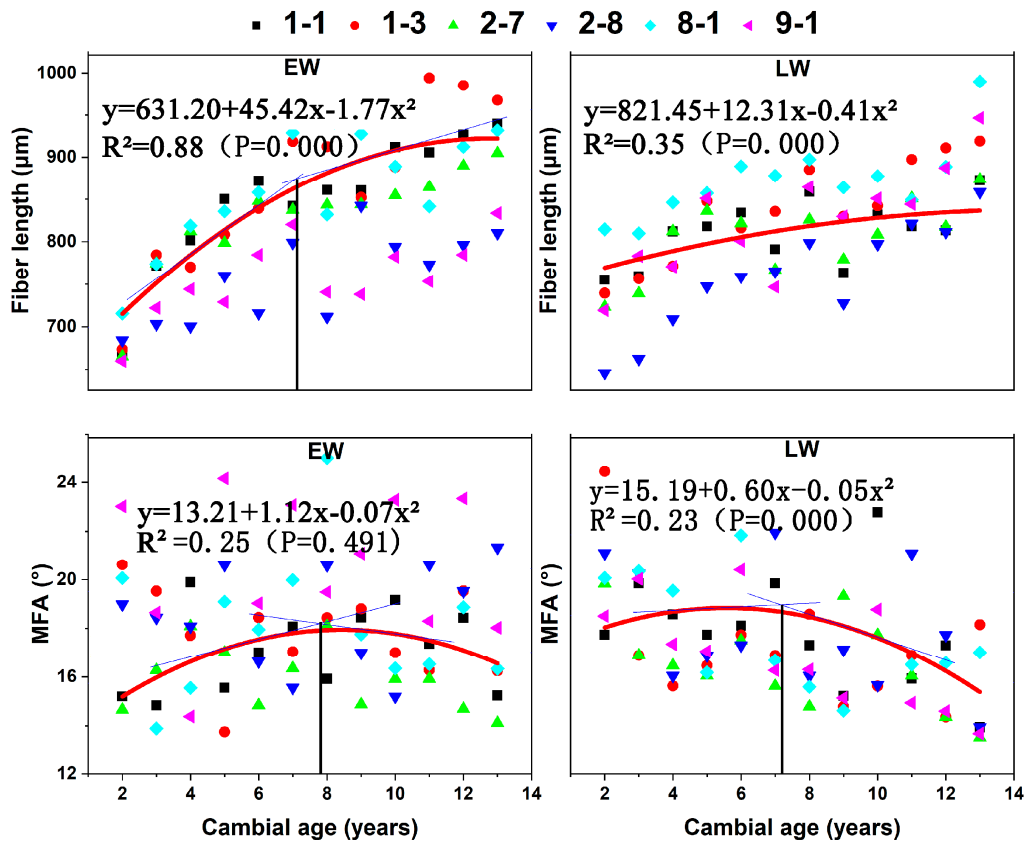 1-1 1-3 2-7 2-8 8-1 9-1
EW
y=631.20+45.42x-1.77x²
R²=0.88 (P=0.000)
1000
900
800
700
Fiber length (µm)
LW
y=821.45+12.31x-0.41x²
R²=0.35 (P=0.000)
Fiber length (µm)
EW
y=13.21+1.12x-0.07x²
R²=0.25 (P=0.491)
24
20
16
12
MFA (°)
2 4 6 8 10 12 14
Cambial age (years)
LW
y=15.19+0.60x-0.05x²
R²=0.23 (P=0.000)
MFA (°)
2 4 6 8 10 12 14
Cambial age (years)